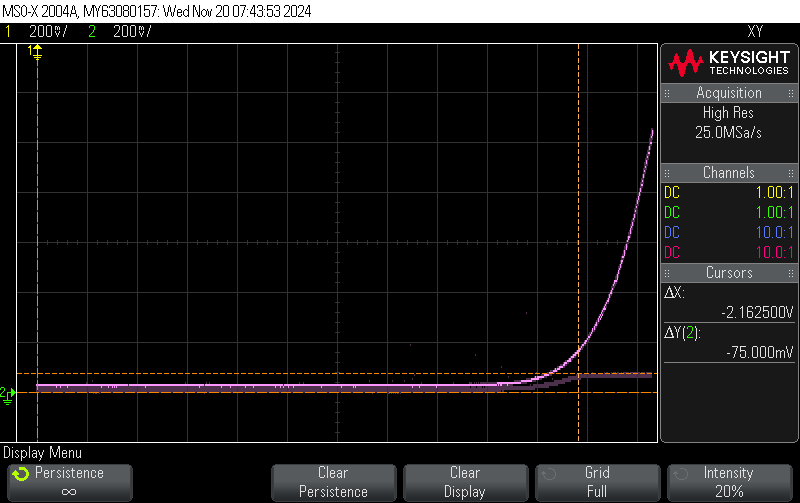 MSO-X 2004A, MY63080157: Wed Nov 20 07:43:53 2024
1 200mV/ 2 200mV/ XY
1
KEYSIGHT
TECHNOLOGIES
Acquisition
High Res
25.0MSa/s
Channels
DC 1.00:1
DC 1.00:1
DC 10.0:1
DC 10.0:1
Cursors
ΔX:
-2.162500V
ΔY(2):
-75.000mV
2
Display Menu
Persistence
∞
Clear
Persistence
Clear
Display
Grid
Full
Intensity
20%